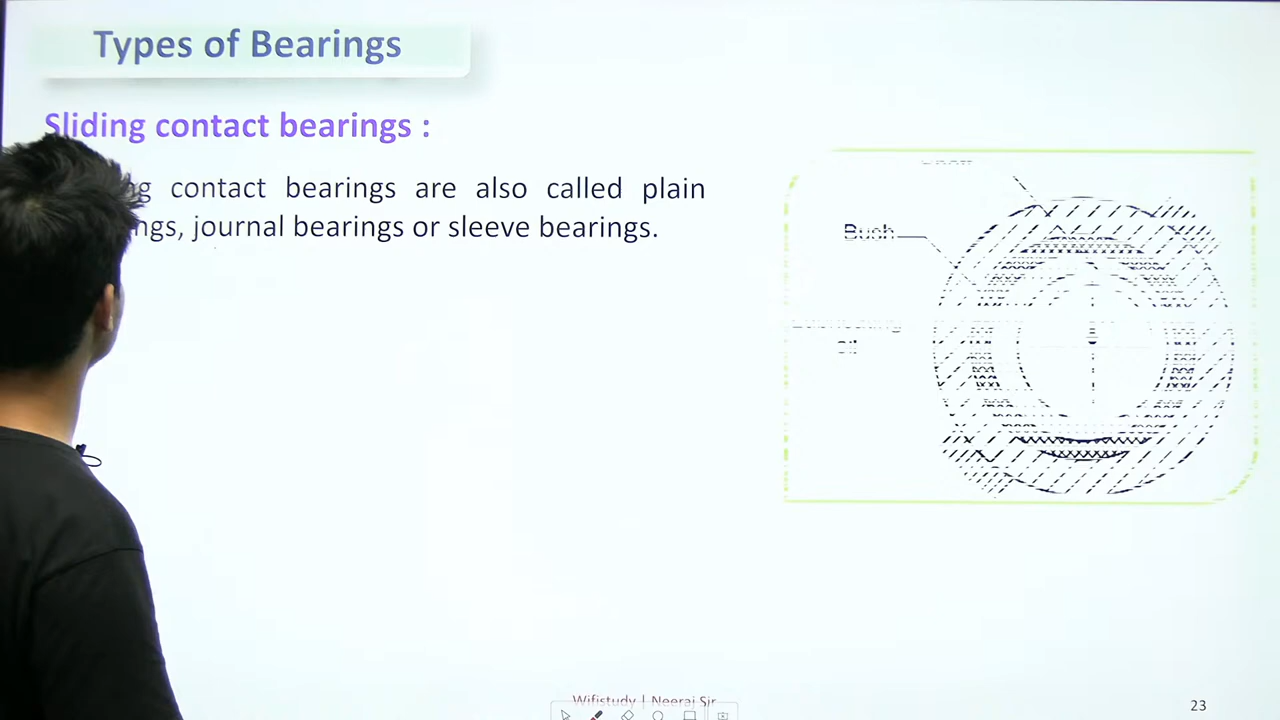 Types of Bearings
Sliding contact bearings :
contact bearings are also called plain
journal bearings or sleeve bearings.
Bush
Wifistudy | Neeraj Sir
23